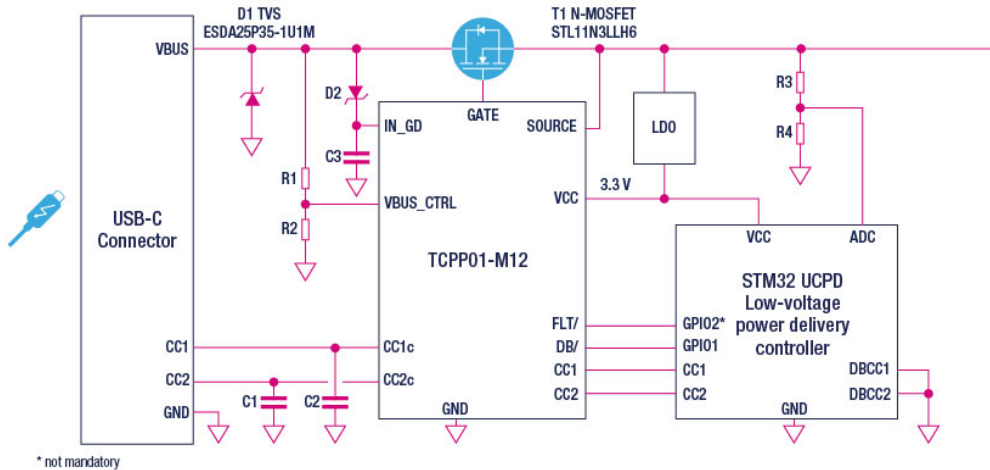 D1 TVS
ESDA25P35-1U1M
T1 N-MOSFET
STL11N3LLH6
VBUS
D2
GATE
IN_GD
SOURCE
LDO
R3
R4
C3
R1
VBUS_CTRL
VCC
3.3 V
R2
USB-C
Connector
TCPP01-M12
VCC
ADC
STM32 UCPD
Low-voltage
power delivery
controller
FLT/
GPIO2*
DB/
GPIO1
CC1
CC1c
CC1
CC1
DBCC1
CC2
CC2c
CC2
CC2
DBCC2
C1
C2
GND
GND
GND
* not mandatory